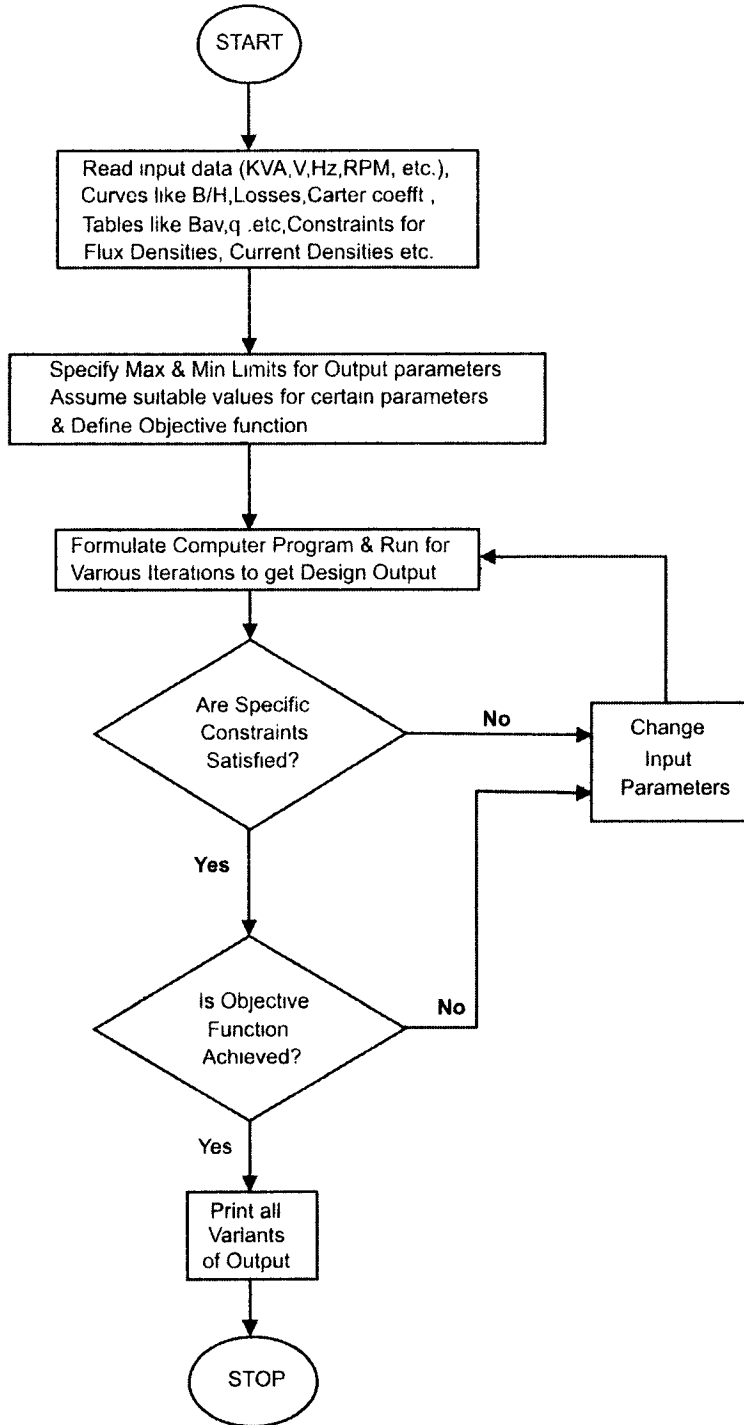 START
Read input data (KVA,V,Hz,RPM, etc.),
Curves like B/H,Losses,Carter coefft ,
Tables like Bav,q .etc,Constraints for
Flux Densities, Current Densities etc.
Specify Max & Min Limits for Output parameters
Assume suitable values for certain parameters
& Define Objective function
Formulate Computer Program & Run for
Various Iterations to get Design Output
Are Specific
Constraints
Satisfied?
No
Change
Input
Parameters
Yes
Is Objective
Function
Achieved?
No
Yes
Print all
Variants
of Output
STOP